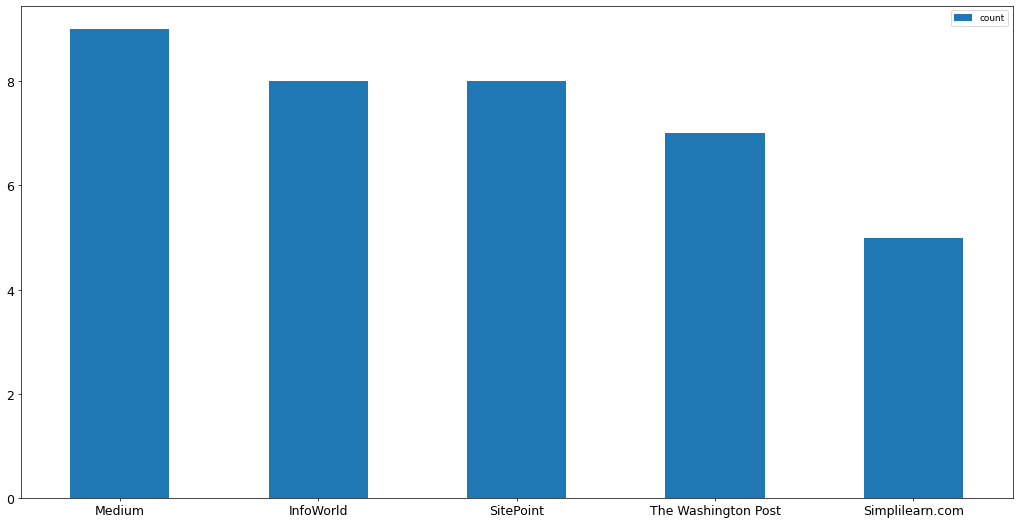 count
8
6
4
2
0
Medium
InfoWorld
SitePoint
The Washington Post
Simplilearn.com